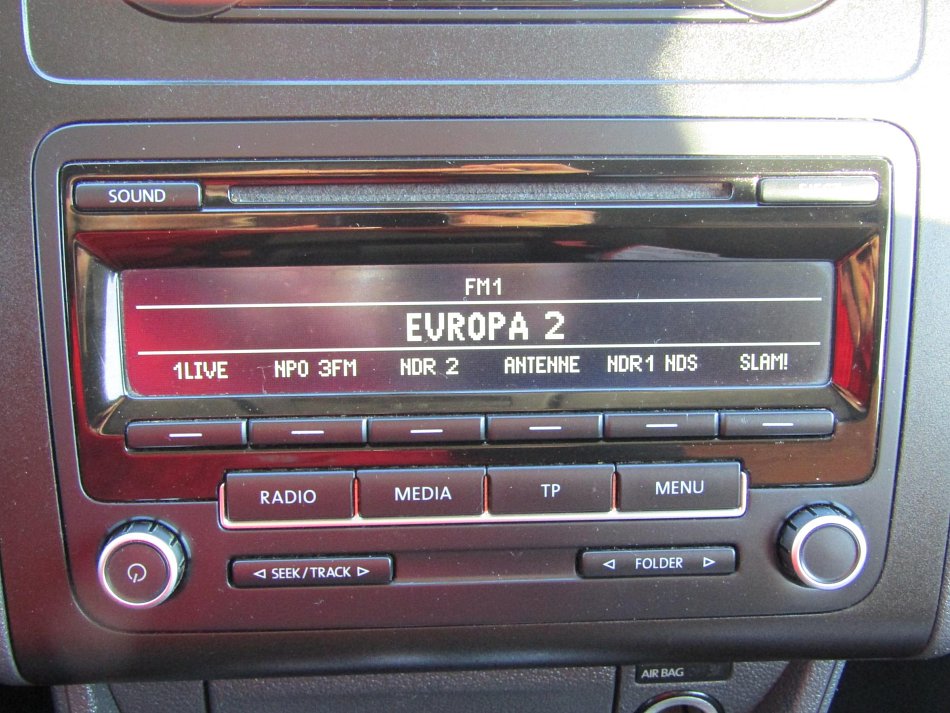 SOUND
FM1
EVROPA 2
1LIVE NPO 3FM NDR 2 ANTENNE NDR1 NDS SLAM!
RADIO MEDIA TP MENU
SEEK/TRACK FOLDER
AIR BAG